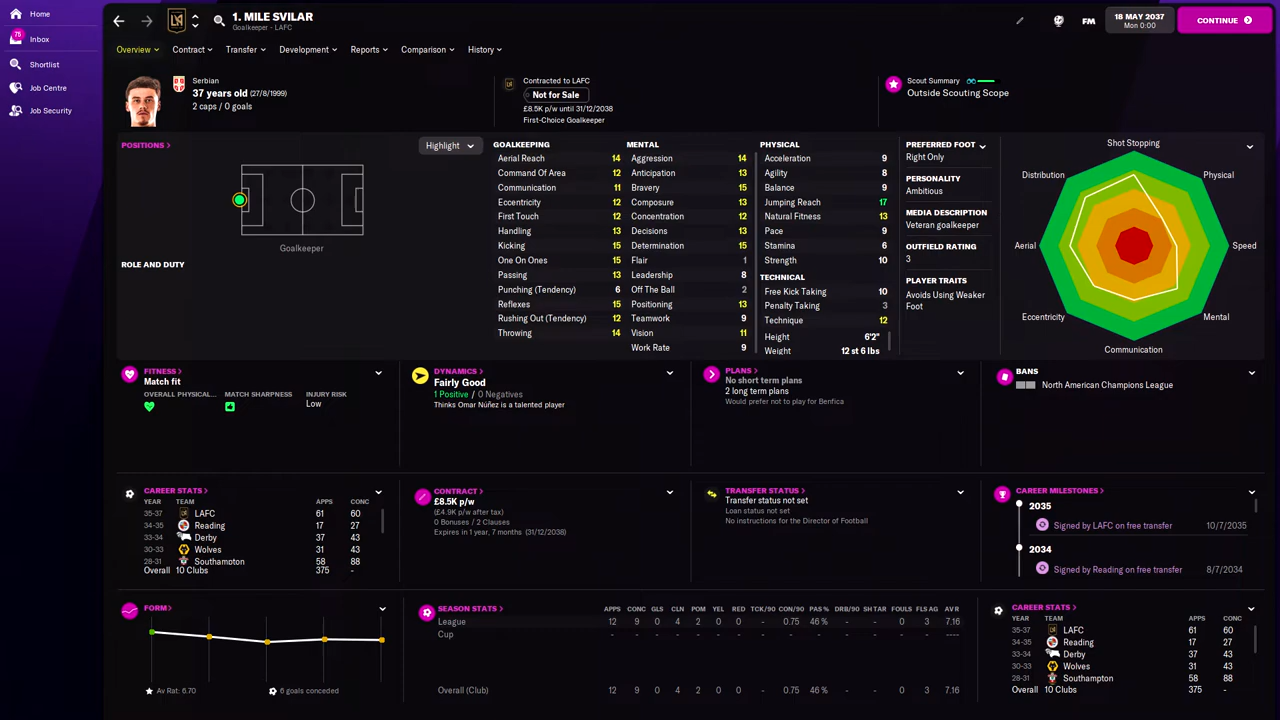 Home
Inbox
75
Shortlist
Job Centre
Job Security
1. MILE SVILAR
Goalkeeper - LAFC
FM
18 MAY 2037
Mon 0:00
CONTINUE
Overview
Contract
Transfer
Development
Reports
Comparison
History
Serbian
37 years old (27/8/1999)
2 caps / 0 goals
Contracted to LAFC
Not for Sale
£8.5K p/w until 31/12/2038
First-Choice Goalkeeper
Scout Summary
Outside Scouting Scope
POSITIONS >
Highlight
Goalkeeper
ROLE AND DUTY
GOALKEEPING
Aerial Reach 14
Command Of Area 12
Communication 11
Eccentricity 12
First Touch 12
Handling 13
Kicking 15
One On Ones 15
Passing 13
Punching (Tendency) 6
Reflexes 15
Rushing Out (Tendency) 12
Throwing 14
MENTAL
Aggression 14
Anticipation 13
Bravery 15
Composure 13
Concentration 12
Decisions 13
Determination 15
Flair 1
Leadership 8
Off The Ball 2
Positioning 13
Teamwork 9
Vision 11
Work Rate 9
PHYSICAL
Acceleration 9
Agility 8
Balance 9
Jumping Reach 17
Natural Fitness 13
Pace 9
Stamina 6
Strength 10
TECHNICAL
Free Kick Taking 10
Penalty Taking 3
Technique 12
Height 6'2"
Weight 12 st 6 lbs
PREFERRED FOOT
Right Only
PERSONALITY
Ambitious
MEDIA DESCRIPTION
Veteran goalkeeper
OUTFIELD RATING
3
PLAYER TRAITS
Avoids Using Weaker
Foot
Shot Stopping
Physical
Speed
Mental
Communication
Eccentricity
Aerial
Distribution
FITNESS >
Match fit
OVERALL PHYSICAL... MATCH SHARPNESS INJURY RISK
Low
DYNAMICS >
Fairly Good
1 Positive / 0 Negatives
Thinks Omar Núñez is a talented player
PLANS >
No short term plans
2 long term plans
Would prefer not to play for Benfica
BANS
North American Champions League
CAREER STATS >
YEAR TEAM APPS CONC
35-37 LAFC 61 60
34-35 Reading 17 27
33-34 Derby 37 43
30-33 Wolves 31 43
28-31 Southampton 58 88
Overall 10 Clubs 375 -
CONTRACT >
£8.5K p/w
(£4.9K p/w after tax)
0 Bonuses / 2 Clauses
Expires in 1 year, 7 months (31/12/2038)
TRANSFER STATUS >
Transfer status not set
Loan status not set
No instructions for the Director of Football
CAREER MILESTONES >
2035
Signed by LAFC on free transfer 10/7/2035
2034
Signed by Reading on free transfer 8/7/2034
FORM >
Av Rat: 6.70
6 goals conceded
SEASON STATS > APPS CONC GLS CLN POM YEL RED TCK/90 CON/90 PAS % DRB/90 SH TAR FOULS FLS AG AV R
League 12 9 0 4 2 0 0 - 0.75 46 % - - 0 3 7.16
Cup - - - - - - - - - - - - - - ----
Overall (Club) 12 9 0 4 2 0 0 - 0.75 46 % - - 0 3 7.16
CAREER STATS >
YEAR TEAM APPS CONC
35-37 LAFC 61 60
34-35 Reading 17 27
33-34 Derby 37 43
30-33 Wolves 31 43
28-31 Southampton 58 88
Overall 10 Clubs 375 -